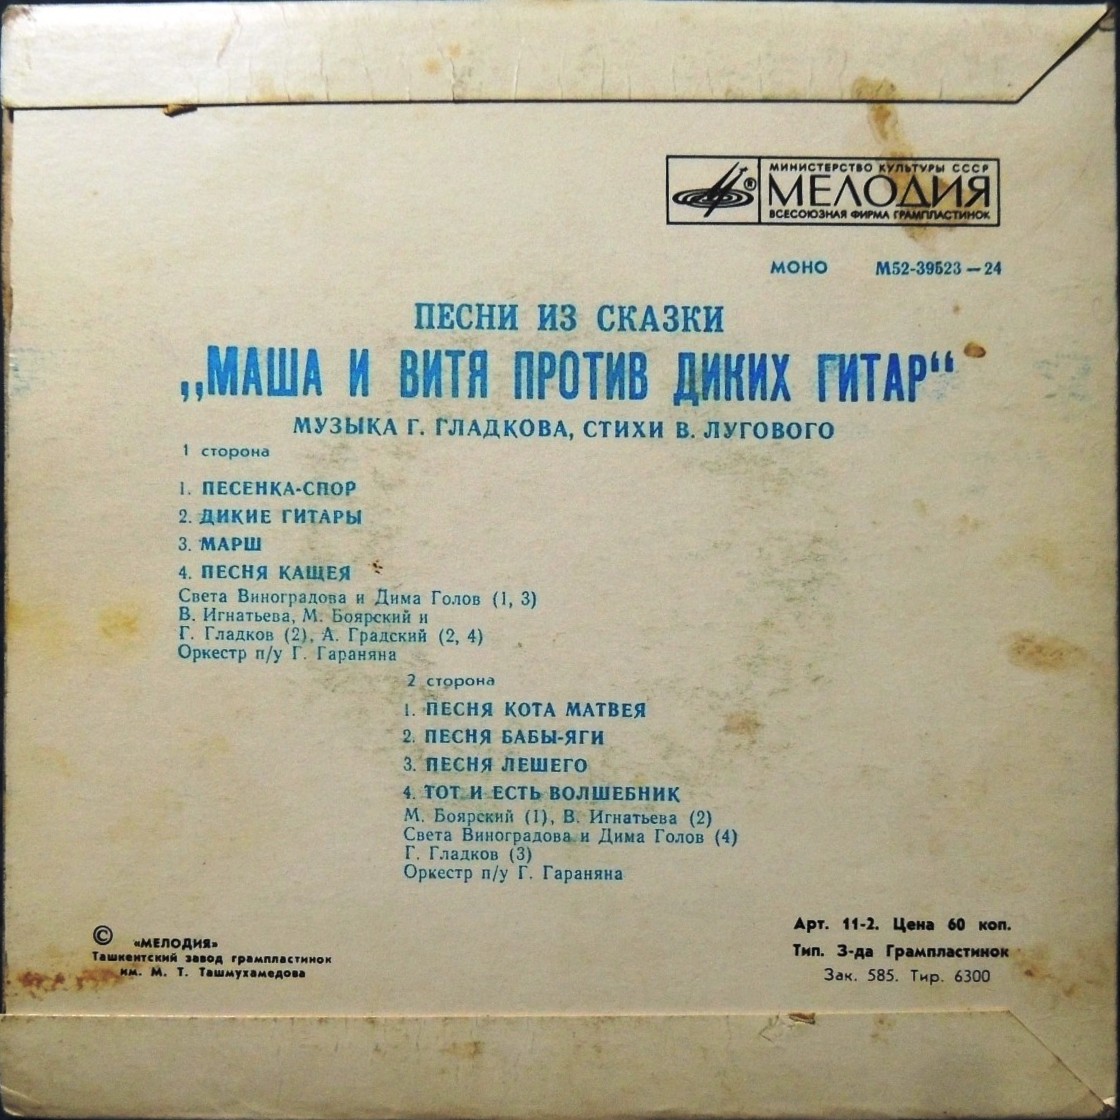 МИНИСТЕРСТВО КУЛЬТУРЫ СССР
® МЕЛОДИЯ
ВСЕСОЮЗНАЯ ФИРМА ГРАМПЛАСТИНОК
МОНО М52-39523—24
ПЕСНИ ИЗ СКАЗКИ
„МАША И ВИТЯ ПРОТИВ ДИКИХ ГИТАР“
МУЗЫКА Г. ГЛАДКОВА, СТИХИ В. ЛУГОВОГО
1 сторона
1. ПЕСЕНКА-СПОР
2. ДИКИЕ ГИТАРЫ
3. МАРШ
4. ПЕСНЯ КАЩЕЯ
Света Виноградова и Дима Голов (1, 3)
В. Игнатьева, М. Боярский и
Г. Гладков (2), А. Градский (2, 4)
Оркестр п/у Г. Гараняна
2 сторона
1. ПЕСНЯ КОТА МАТВЕЯ
2. ПЕСНЯ БАБЫ-ЯГИ
3. ПЕСНЯ ЛЕШЕГО
4. ТОТ И ЕСТЬ ВОЛШЕБНИК
М. Боярский (1), В. Игнатьева (2)
Света Виноградова и Дима Голов (4)
Г. Гладков (3)
Оркестр п/у Г. Гараняна
© «МЕЛОДИЯ»
Ташкентский завод грампластинок
им. М. Т. Ташмухамедова
Арт. 11-2. Цена 60 коп.
Тип. З-да Грампластинок
Зак. 585. Тир. 6300